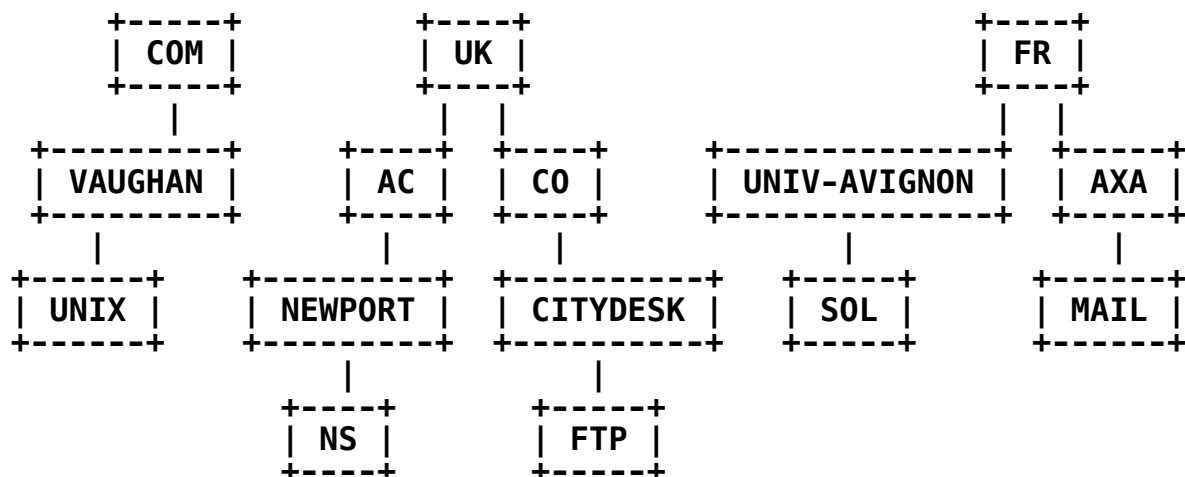 COM UK FR
VAUGHAN AC CO UNIV-AVIGNON AXA
UNIX NEWPORT CITYDESK SOL MAIL
NS FTP